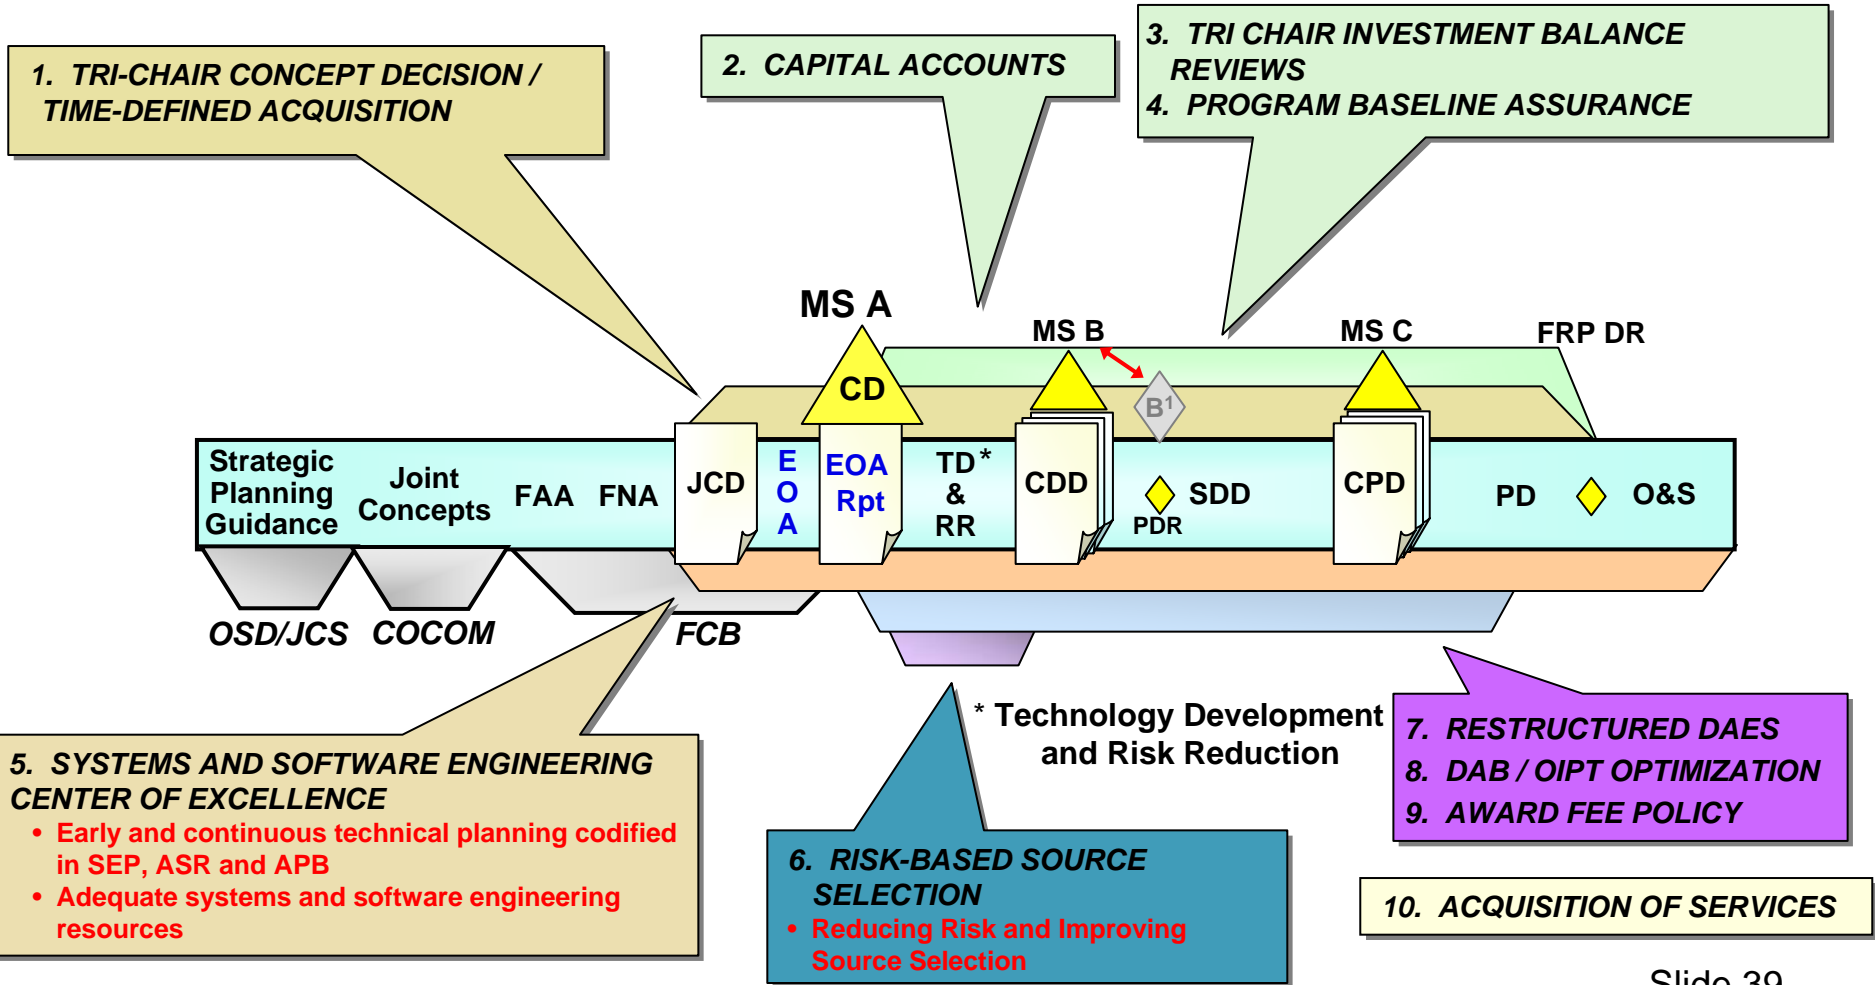 1. TRI-CHAIR CONCEPT DECISION /
TIME-DEFINED ACQUISITION
2. CAPITAL ACCOUNTS
3. TRI CHAIR INVESTMENT BALANCE
REVIEWS
4. PROGRAM BASELINE ASSURANCE
MS A
MS B
MS C
FRP DR
CD
B1
Strategic
Planning
Guidance
Joint
Concepts
FAA
FNA
JCD
E
O
A
EOA
Rpt
TD*
&
RR
CDD
PDR
SDD
CPD
PD
O&S
OSD/JCS
COCOM
FCB
* Technology Development
and Risk Reduction
5. SYSTEMS AND SOFTWARE ENGINEERING
CENTER OF EXCELLENCE
• Early and continuous technical planning codified
in SEP, ASR and APB
• Adequate systems and software engineering
resources
6. RISK-BASED SOURCE
SELECTION
• Reducing Risk and Improving
Source Selection
7. RESTRUCTURED DAES
8. DAB / OIPT OPTIMIZATION
9. AWARD FEE POLICY
10. ACQUISITION OF SERVICES
Slide 39